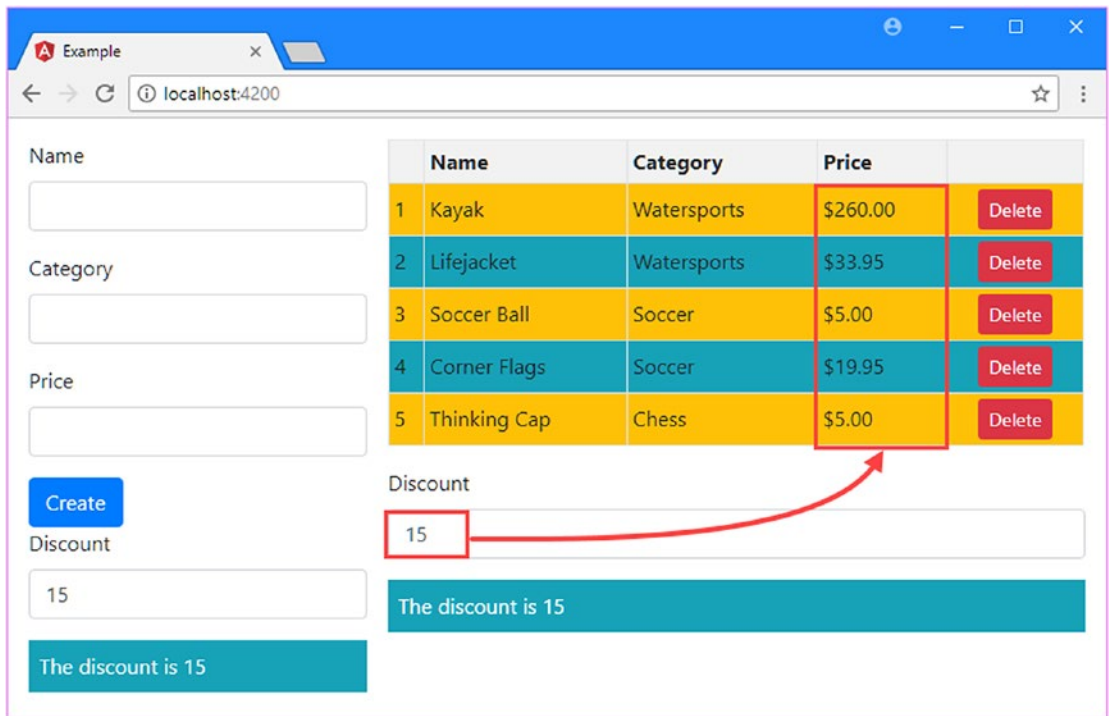 Example
localhost:4200
Name
Category
Price
Create
Discount
15
The discount is 15
Name Category Price
1 Kayak Watersports $260.00 Delete
2 Lifejacket Watersports $33.95 Delete
3 Soccer Ball Soccer $5.00 Delete
4 Corner Flags Soccer $19.95 Delete
5 Thinking Cap Chess $5.00 Delete
Discount
15
The discount is 15